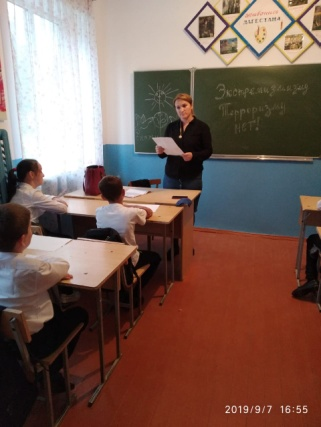 ДАГЕСТАНА!
Экстремизму
Терроризму
НЕТ!
2019/9/7 16:55